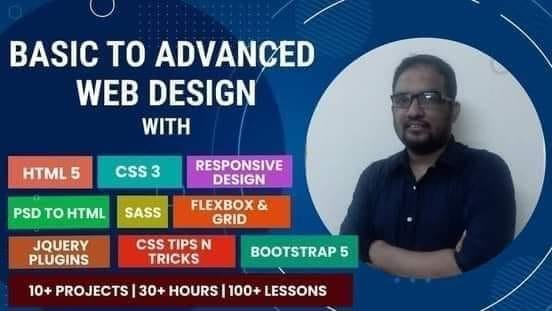 BASIC TO ADVANCED
WEB DESIGN
WITH
HTML 5
CSS 3
RESPONSIVE
DESIGN
PSD TO HTML
SASS
FLEXBOX &
GRID
JQUERY
PLUGINS
CSS TIPS N
TRICKS
BOOTSTRAP 5
10+ PROJECTS | 30+ HOURS | 100+ LESSONS